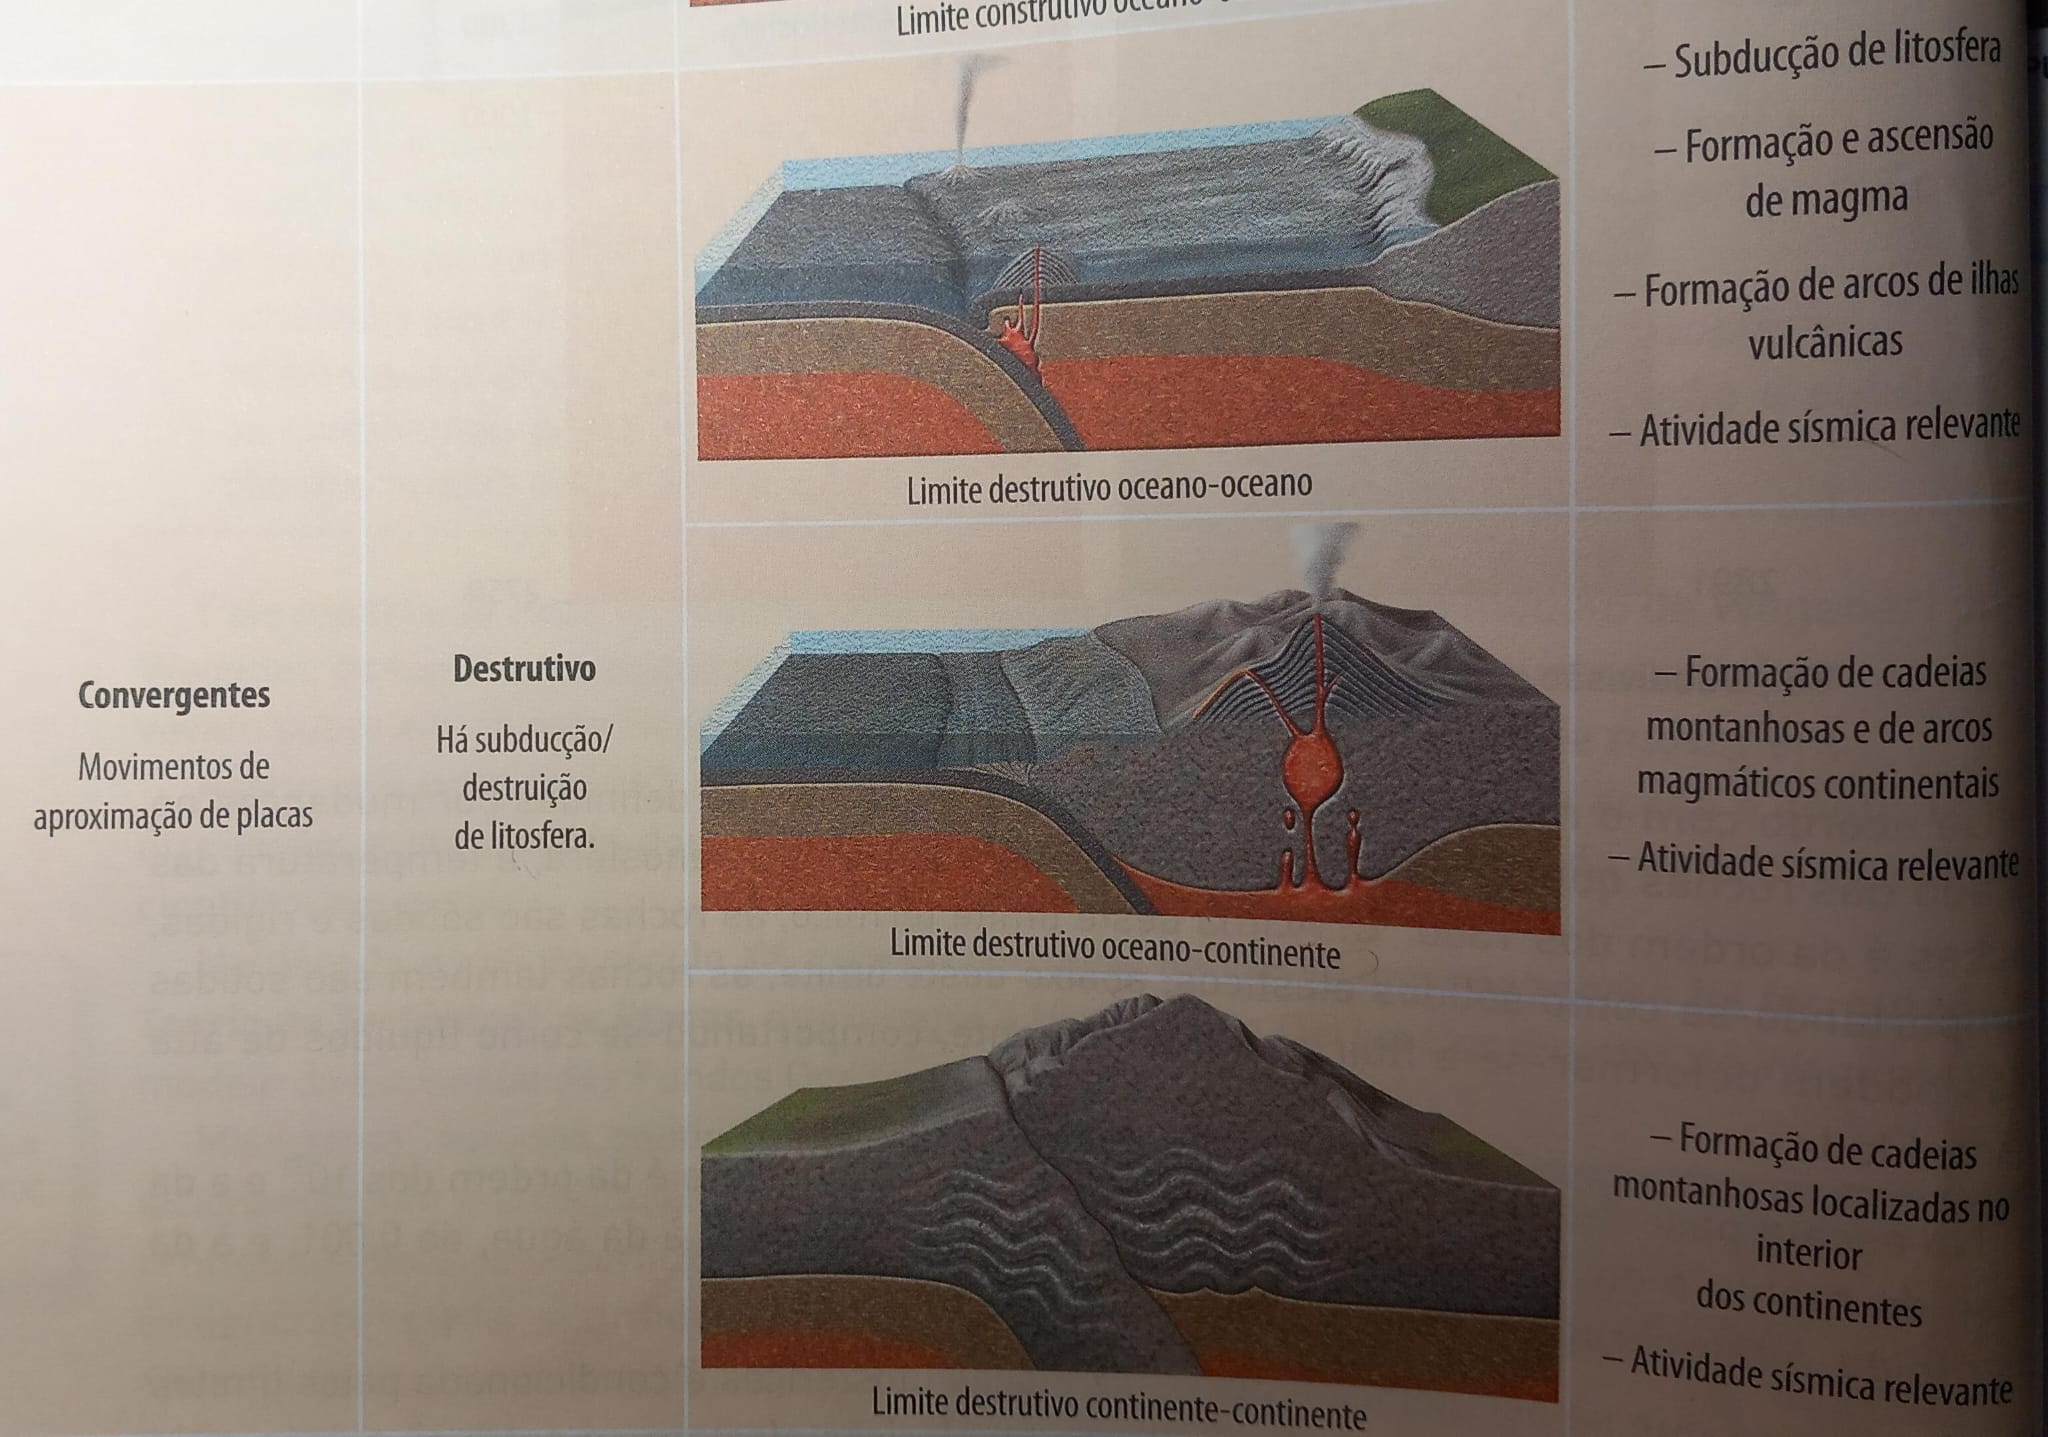 Limite construtivo
– Subducção de litosfera
– Formação e ascensão
de magma
– Formação de arcos de ilhas
vulcânicas
– Atividade sísmica relevante
Limite destrutivo oceano-oceano
Convergentes
Movimentos de
aproximação de placas
Destrutivo
Há subducção/
destruição
de litosfera.
– Formação de cadeias
montanhosas e de arcos
magmáticos continentais
– Atividade sísmica relevante
Limite destrutivo oceano-continente
– Formação de cadeias
montanhosas localizadas no
interior
dos continentes
– Atividade sísmica relevante
Limite destrutivo continente-continente